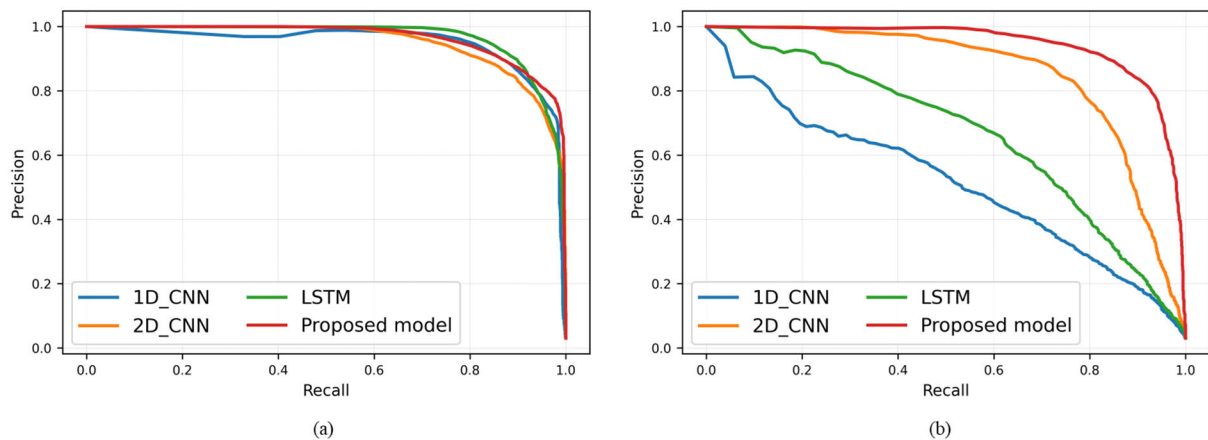 1.0
0.8
0.6
0.4
0.2
0.0
Precision
1D_CNN
2D_CNN
LSTM
Proposed model
0.0 0.2 0.4 0.6 0.8 1.0
Recall
(a)
1.0
0.8
0.6
0.4
0.2
0.0
Precision
1D_CNN
2D_CNN
LSTM
Proposed model
0.0 0.2 0.4 0.6 0.8 1.0
Recall
(b)